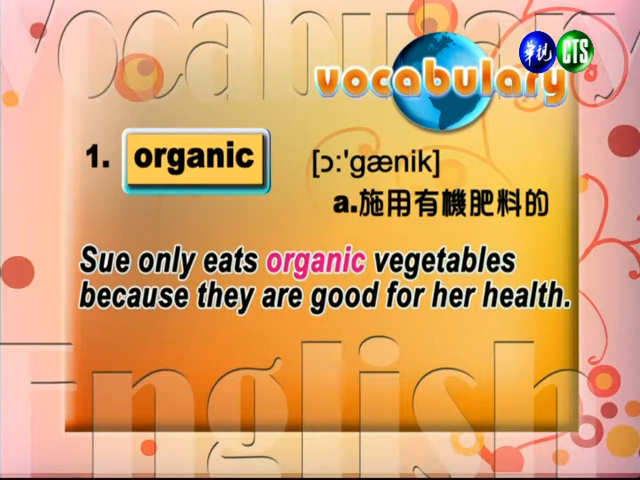 Vocabulary
華視 CTS
vocabulary
1. organic [ɔ:'gænik]
a.施用有機肥料的
Sue only eats organic vegetables
because they are good for her health.
English